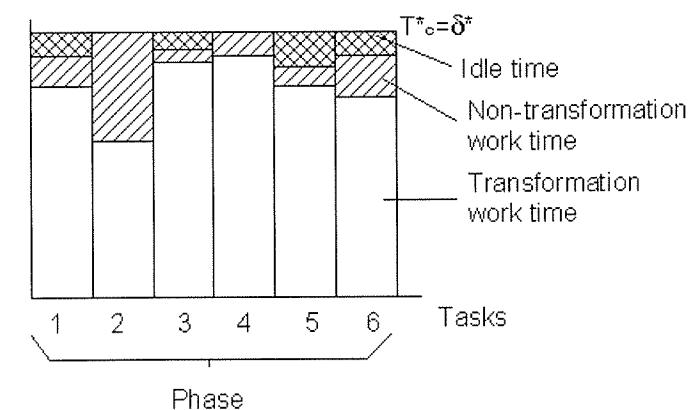 T*c=δ*
Idle time
Non-transformation
work time
Transformation
work time
1 2 3 4 5 6 Tasks
Phase